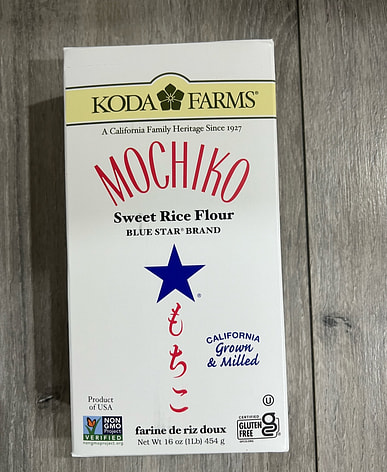 KODA FARMS®
A California Family Heritage Since 1927
MOCHIKO
Sweet Rice Flour
BLUE STAR® BRAND
®
もちこ
CALIFORNIA
Grown
& Milled
Product
of USA
NON
GMO
Project
VERIFIED
nongmoproject.org
farine de riz doux
Net Wt 16 oz (1Lb) 454 g
U
CERTIFIED
GLUTEN
FREE
g